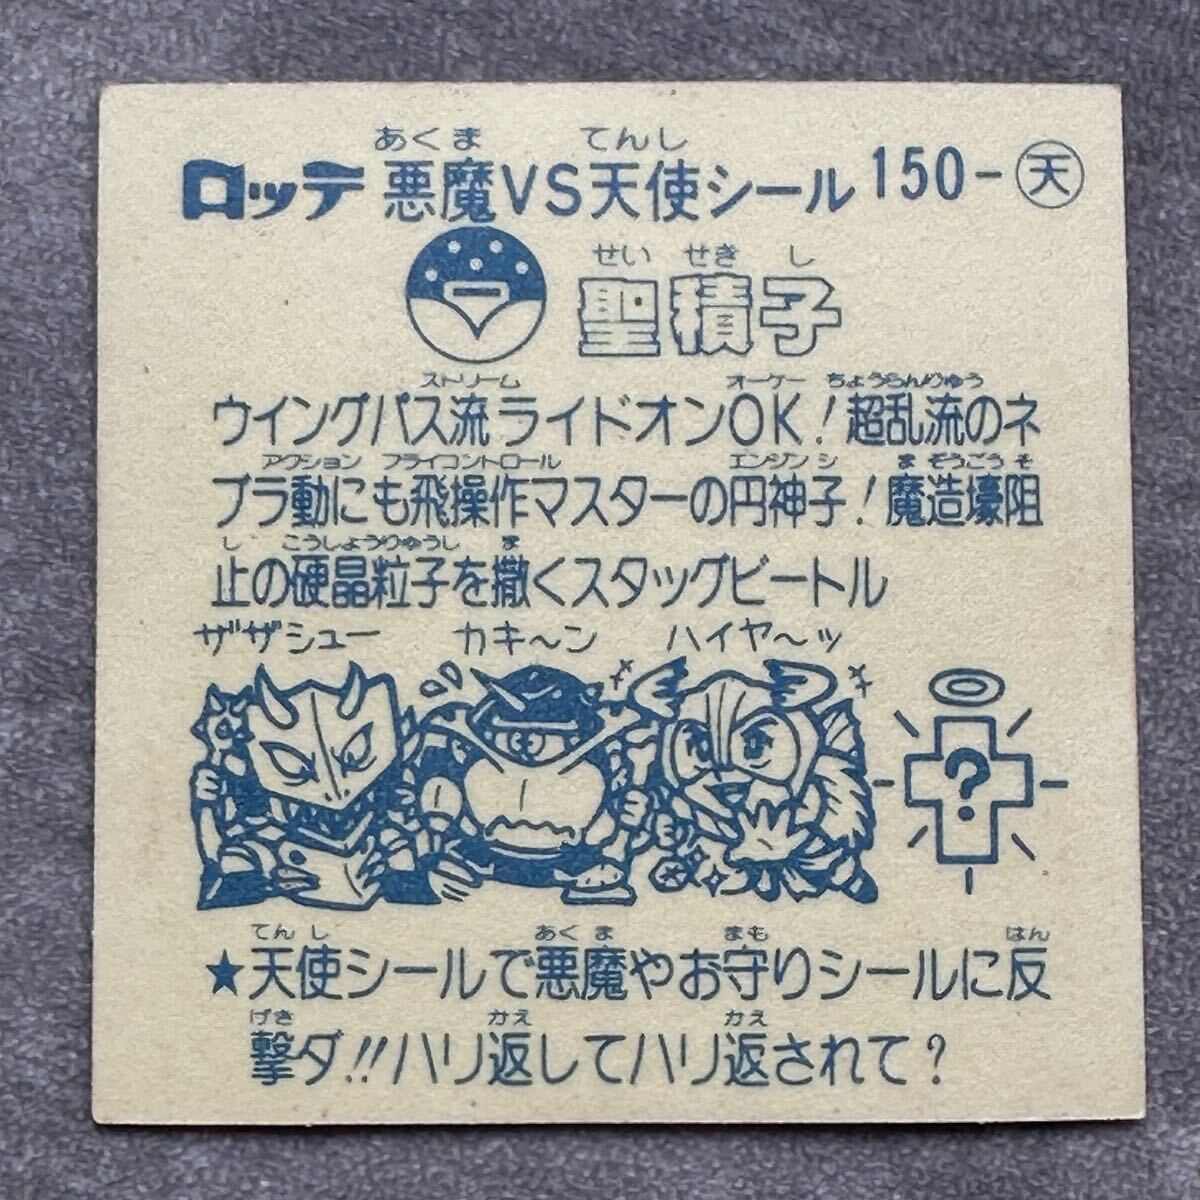 あくま てんし
ロッテ 悪魔VS天使シール 150-天
せい せき し
聖積子
ストリーム オーケー ちょうらんりゅう
ウイングパス流ライドオンOK!超乱流のネ
アクション フライコントロール エンジン シ ま ぞうごう そ
ブラ動にも飛操作マスターの円神子!魔造壕阻
し こうしょうりゅうし ま
止の硬晶粒子を撒くスタッグビートル
ザザシュー カキ〜ン ハイヤ〜ッ
?
てん し あく ま まも はん
★天使シールで悪魔やお守りシールに反
げき かえ かえ
撃ダ!!ハリ返してハリ返されて?